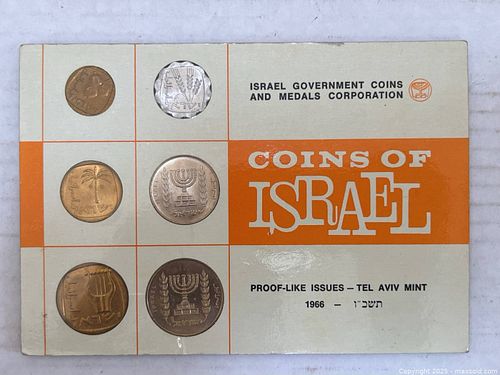 ISRAEL GOVERNMENT COINS
AND MEDALS CORPORATION
COINS OF
ISRAEL
PROOF-LIKE ISSUES — TEL AVIV MINT
1966 — תשכ"ו
Copyright 2025 - maxsold.com